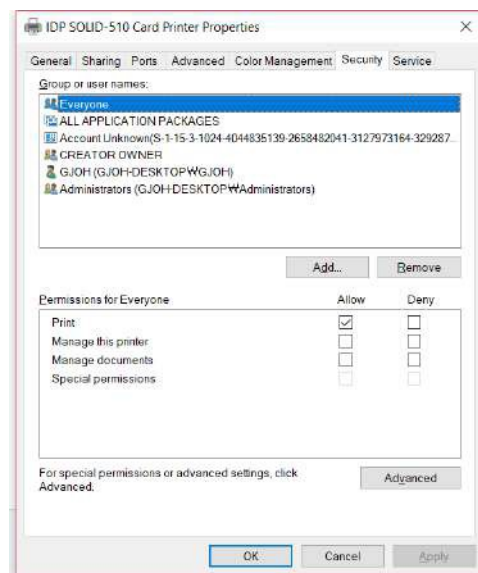 IDP SOLID-510 Card Printer Properties
General Sharing Ports Advanced Color Management Security Service
Group or user names:
Everyone
ALL APPLICATION PACKAGES
Account Unknown(S-1-15-3-1024-4044835139-2658482041-3127973164-329287...
CREATOR OWNER
GJOH (GJOH-DESKTOP₩GJOH)
Administrators (GJOH-DESKTOP₩Administrators)
Add... Remove
Permissions for Everyone Allow Deny
Print
Manage this printer
Manage documents
Special permissions
For special permissions or advanced settings, click Advanced
Advanced.
OK Cancel Apply